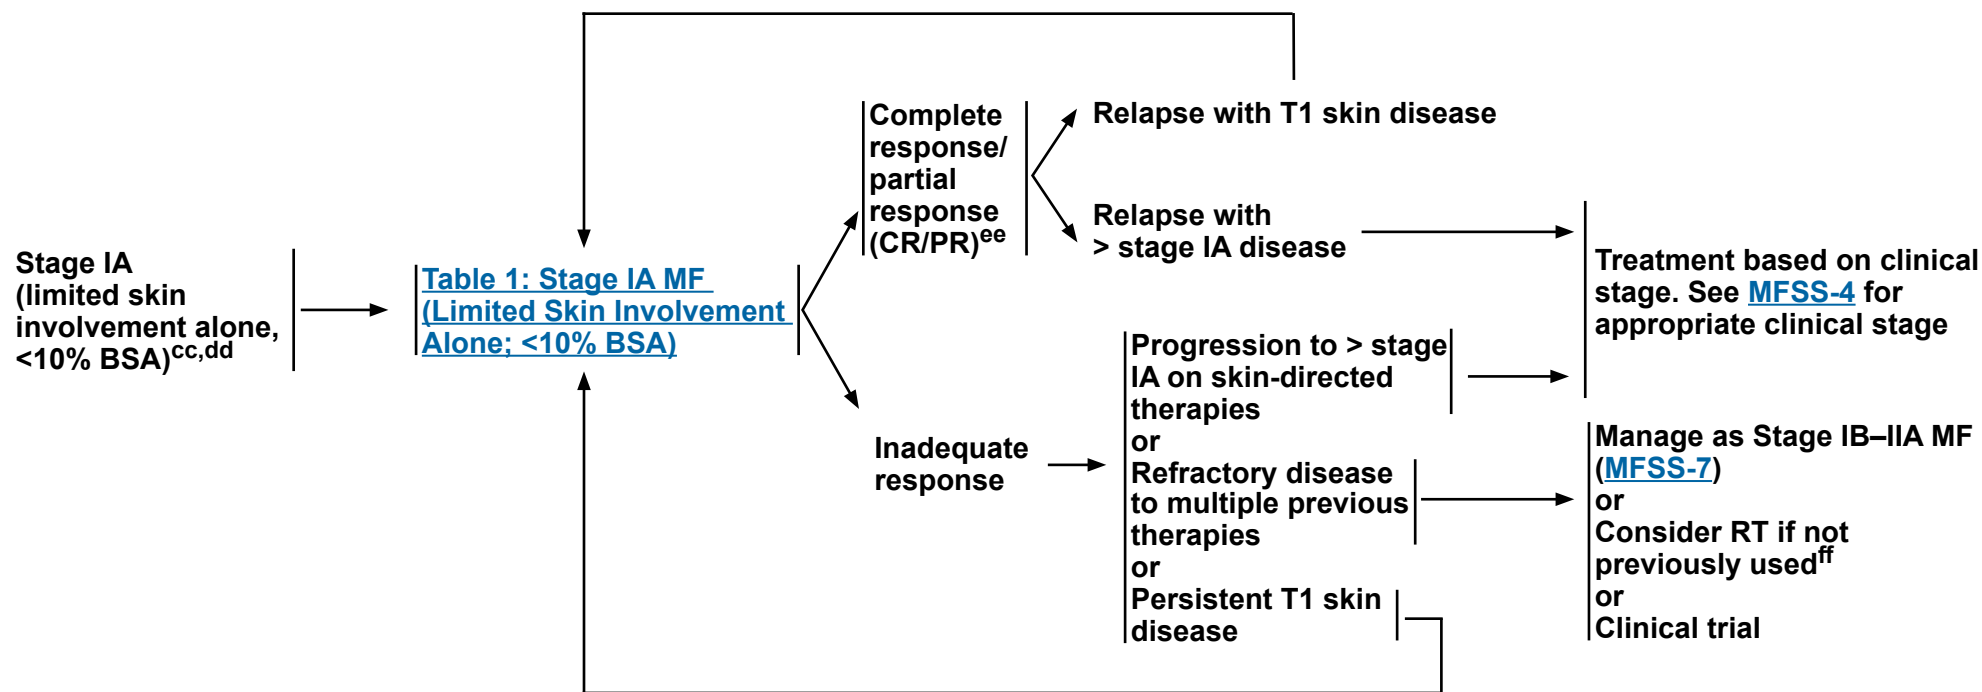 Stage IA
(limited skin
involvement alone,
<10% BSA)cc,dd
Table 1: Stage IA MF
(Limited Skin Involvement
Alone; <10% BSA)
Complete
response/
partial
response
(CR/PR)ee
Relapse with T1 skin disease
Relapse with
> stage IA disease
Treatment based on clinical
stage. See MFSS-4 for
appropriate clinical stage
Inadequate
response
Progression to > stage
IA on skin-directed
therapies
or
Refractory disease
to multiple previous
therapies
or
Persistent T1 skin
disease
Manage as Stage IB–IIA MF
(MFSS-7)
or
Consider RT if not
previously usedff
or
Clinical trial